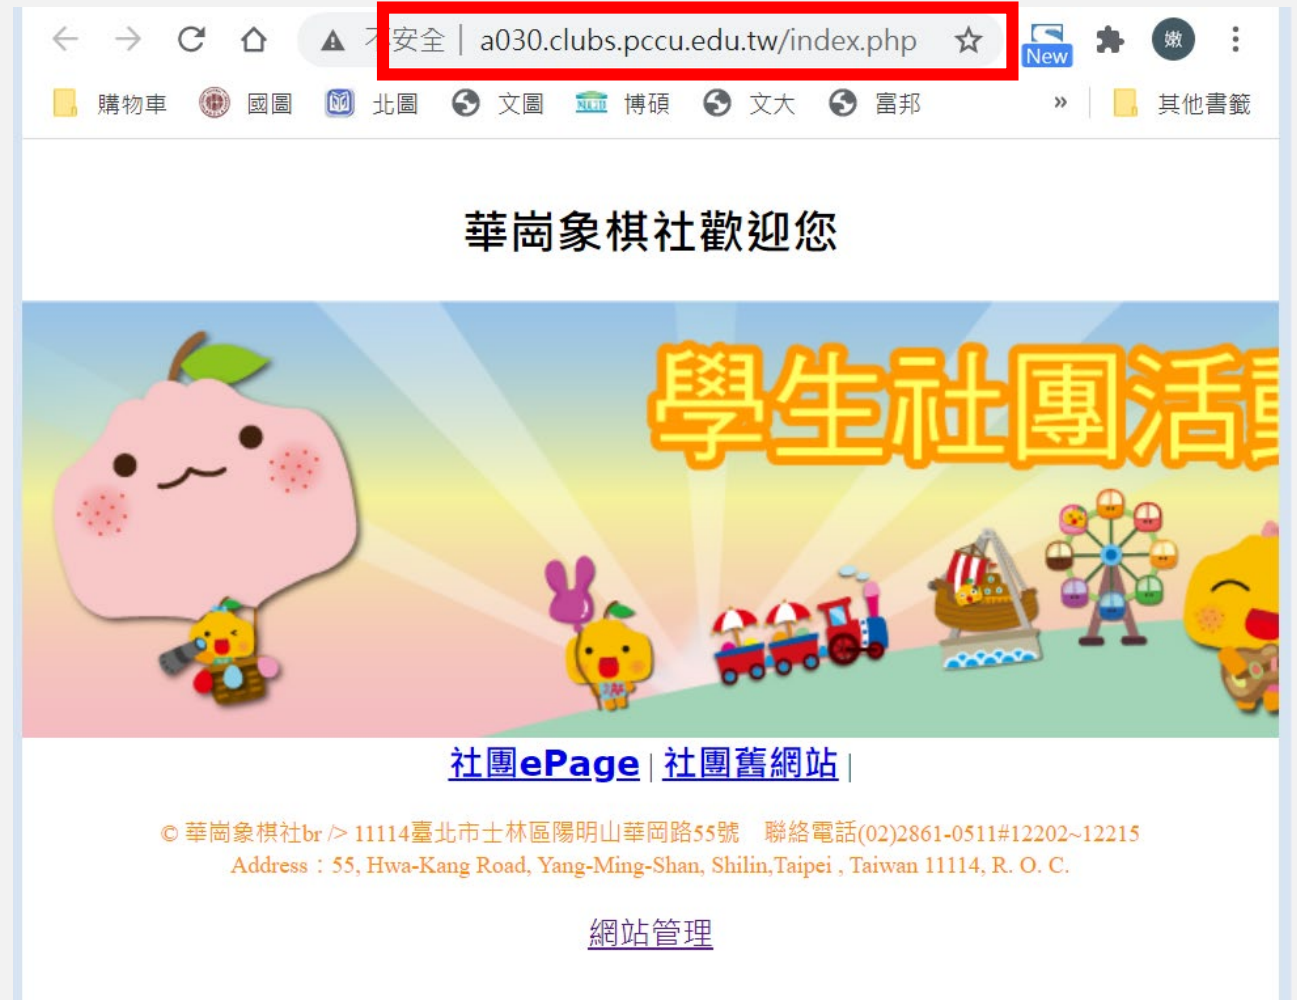 不安全 | a030.clubs.pccu.edu.tw/index.php
New
嫩
購物車 國圖 北圖 文圖 博碩 文大 富邦 » 其他書籤
華崗象棋社歡迎您
學生社團活動
社團ePage | 社團舊網站 |
© 華崗象棋社br /> 11114臺北市士林區陽明山華岡路55號 聯絡電話(02)2861-0511#12202~12215
Address：55, Hwa-Kang Road, Yang-Ming-Shan, Shilin,Taipei , Taiwan 11114, R. O. C.
網站管理